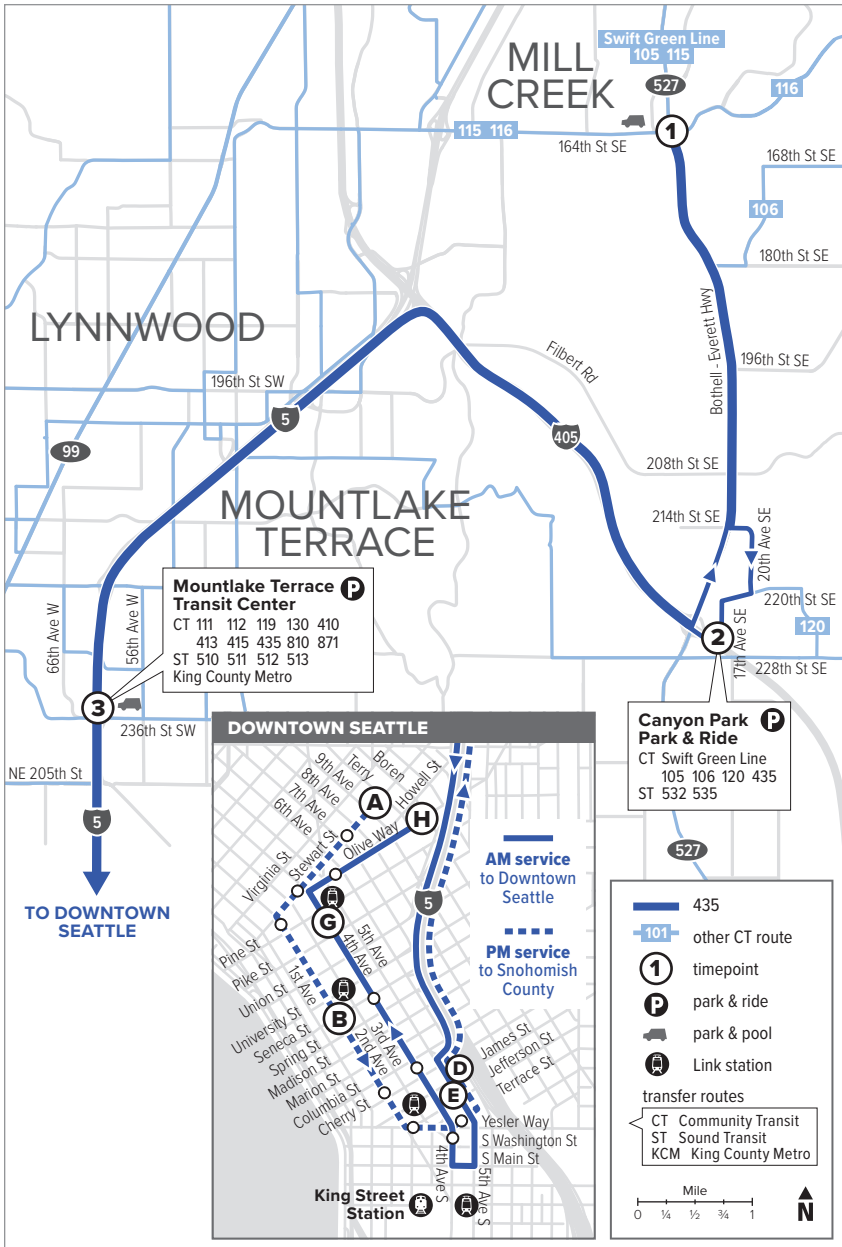 MILL
CREEK
Swift Green Line
105 115
527
116
1
115 116
164th St SE
168th St SE
106
180th St SE
LYNNWOOD
196th St SW
5
Filbert Rd
Bothell - Everett Hwy
196th St SE
99
405
208th St SE
MOUNTLAKE
TERRACE
214th St SE
20th Ave SE
66th Ave W
56th Ave W
Mountlake Terrace P
Transit Center
CT 111 112 119 130 410
413 415 435 810 871
ST 510 511 512 513
King County Metro
220th St SE
120
2
17th Ave SE
228th St SE
3
236th St SW
NE 205th St
5
TO DOWNTOWN
SEATTLE
Canyon Park P
Park & Ride
CT Swift Green Line
105 106 120 435
ST 532 535
527
DOWNTOWN SEATTLE
Boren
Terry
9th Ave
8th Ave
7th Ave
6th Ave
Howell St
A
H
Olive Way
Stewart St
Virginia St
AM service
to Downtown
Seattle
5
G
PM service
to Snohomish
County
5th Ave
4th Ave
Pine St
Pike St
Union St
1st Ave
B
University St
Seneca St
Spring St
Madison St
Marion St
Columbia St
Cherry St
3rd Ave
2nd Ave
James St
Jefferson St
Terrace St
D
E
Yesler Way
S Washington St
S Main St
4th Ave S
5th Ave S
King Street
Station
435
101 other CT route
1 timepoint
P park & ride
park & pool
Link station
transfer routes
CT Community Transit
ST Sound Transit
KCM King County Metro
Mile
0 ¼ ½ ¾ 1
N